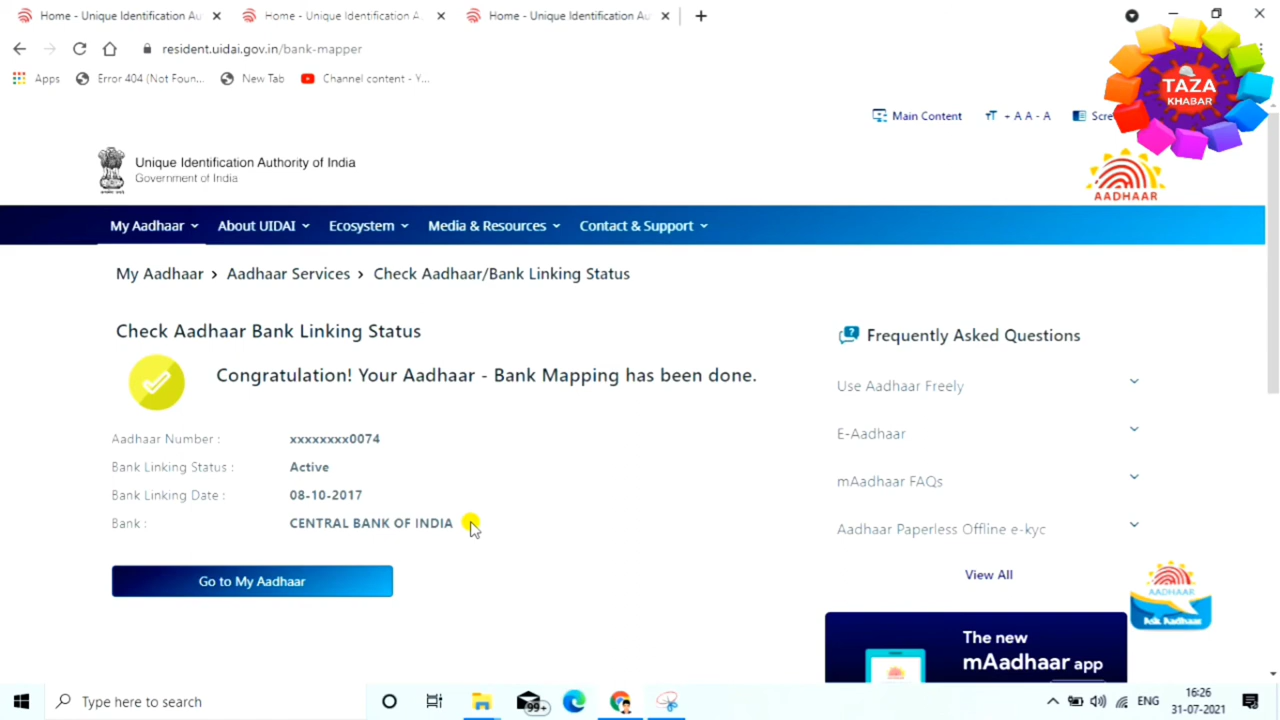 Home - Unique Identification Au
Home - Unique Identification A
Home - Unique Identification Au
resident.uidai.gov.in/bank-mapper
Apps
Error 404 (Not Foun...
New Tab
Channel content - Y...
TAZA
KHABAR
Main Content
TT + A A - A
Scre
Unique Identification Authority of India
Government of India
AADHAAR
My Aadhaar
About UIDAI
Ecosystem
Media & Resources
Contact & Support
My Aadhaar > Aadhaar Services > Check Aadhaar/Bank Linking Status
Check Aadhaar Bank Linking Status
Congratulation! Your Aadhaar - Bank Mapping has been done.
Aadhaar Number : xxxxxxxx0074
Bank Linking Status : Active
Bank Linking Date : 08-10-2017
Bank : CENTRAL BANK OF INDIA
Go to My Aadhaar
Frequently Asked Questions
Use Aadhaar Freely
E-Aadhaar
mAadhaar FAQs
Aadhaar Paperless Offline e-kyc
View All
AADHAAR
Ask Aadhaar
The new
mAadhaar app
Type here to search
99+
ENG
16:26
31-07-2021